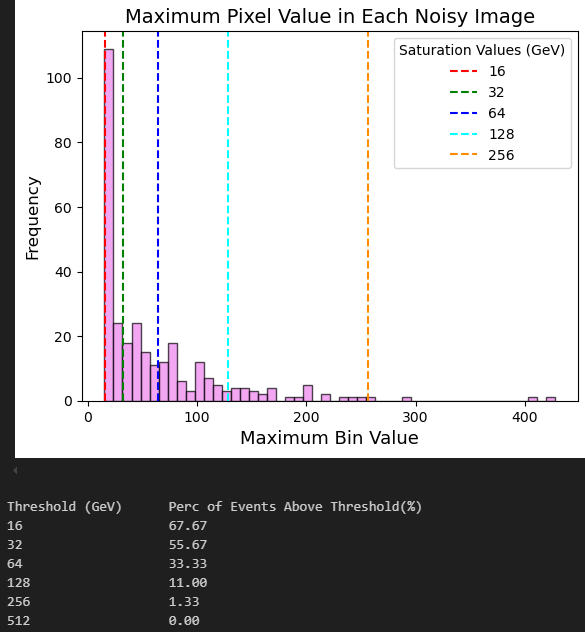 Maximum Pixel Value in Each Noisy Image
Saturation Values (GeV)
16
32
64
128
256
100
80
60
40
20
0
Frequency
0 100 200 300 400
Maximum Bin Value
Threshold (GeV) Perc of Events Above Threshold(%)
16 67.67
32 55.67
64 33.33
128 11.00
256 1.33
512 0.00